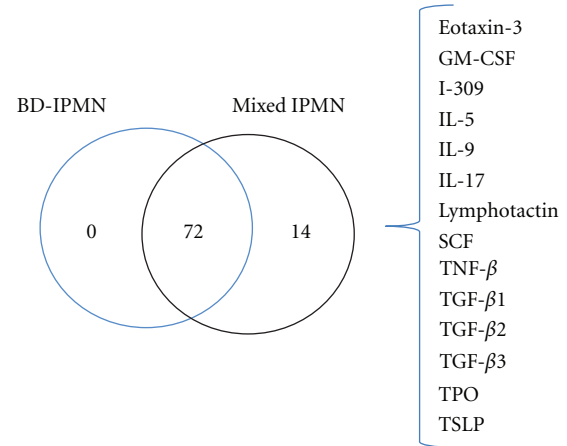 BD-IPMN
Mixed IPMN
0
72
14
Eotaxin-3
GM-CSF
I-309
IL-5
IL-9
IL-17
Lymphotactin
SCF
TNF-β
TGF-β1
TGF-β2
TGF-β3
TPO
TSLP